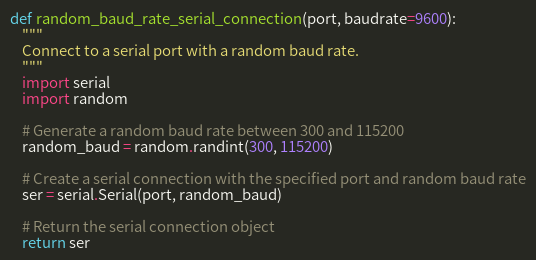 def random_baud_rate_serial_connection(port, baudrate=9600):
"""
Connect to a serial port with a random baud rate.
"""
import serial
import random
# Generate a random baud rate between 300 and 115200
random_baud = random.randint(300, 115200)
# Create a serial connection with the specified port and random baud rate
ser = serial.Serial(port, random_baud)
# Return the serial connection object
return ser